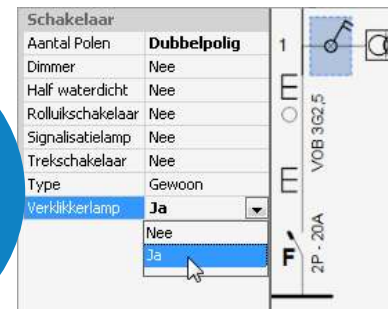 Schakelaar
Aantal Polen Dubbelpolig
Dimmer Nee
Half waterdicht Nee
Rolluikschakelaar Nee
Signalisatielamp Nee
Trekschakelaar Nee
Type Gewoon
Verklikkerlamp Ja
Nee
Ja
1
VOB 3G2,5
2P - 20A
F